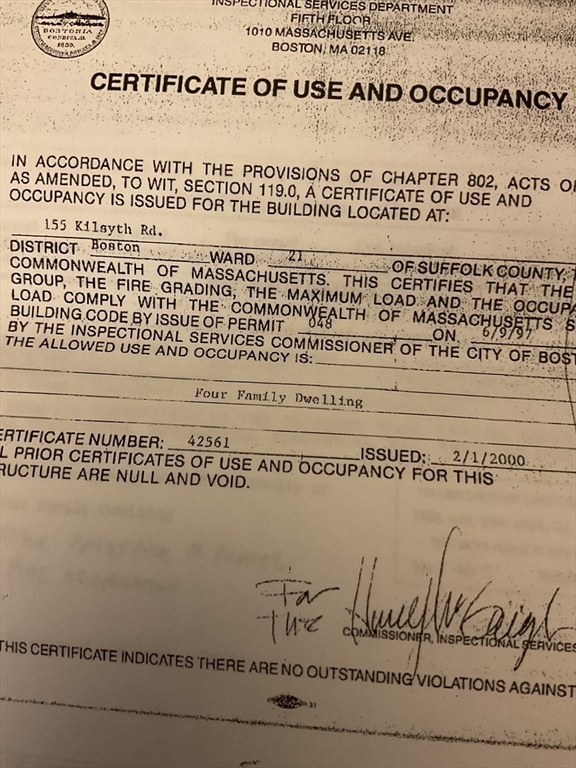 BOSTONIA
CONDITA A.D.
1630.
INSPECTIONAL SERVICES DEPARTMENT
FIFTH FLOOR
1010 MASSACHUSETTS AVE.
BOSTON, MA 02118
CERTIFICATE OF USE AND OCCUPANCY
IN ACCORDANCE WITH THE PROVISIONS OF CHAPTER 802, ACTS O
AS AMENDED, TO WIT, SECTION 119.0, A CERTIFICATE OF USE AND
OCCUPANCY IS ISSUED FOR THE BUILDING LOCATED AT:
155 Kilsyth Rd.
DISTRICT Boston WARD 21 OF SUFFOLK COUNTY,
COMMONWEALTH OF MASSACHUSETTS. THIS CERTIFIES THAT THE
GROUP, THE FIRE GRADING, THE MAXIMUM LOAD AND THE OCCUPA
LOAD COMPLY WITH THE COMMONWEALTH OF MASSACHUSETTS S
BUILDING CODE BY ISSUE OF PERMIT 048 ON 6/9/97
BY THE INSPECTIONAL SERVICES COMMISSIONER OF THE CITY OF BOST
THE ALLOWED USE AND OCCUPANCY IS:
Four Family Dwelling
ERTIFICATE NUMBER: 42561 ISSUED: 2/1/2000
L PRIOR CERTIFICATES OF USE AND OCCUPANCY FOR THIS
RUCTURE ARE NULL AND VOID.
For
The
COMMISSIONER, INSPECTIONAL SERVICES
THIS CERTIFICATE INDICATES THERE ARE NO OUTSTANDING VIOLATIONS AGAINST
31